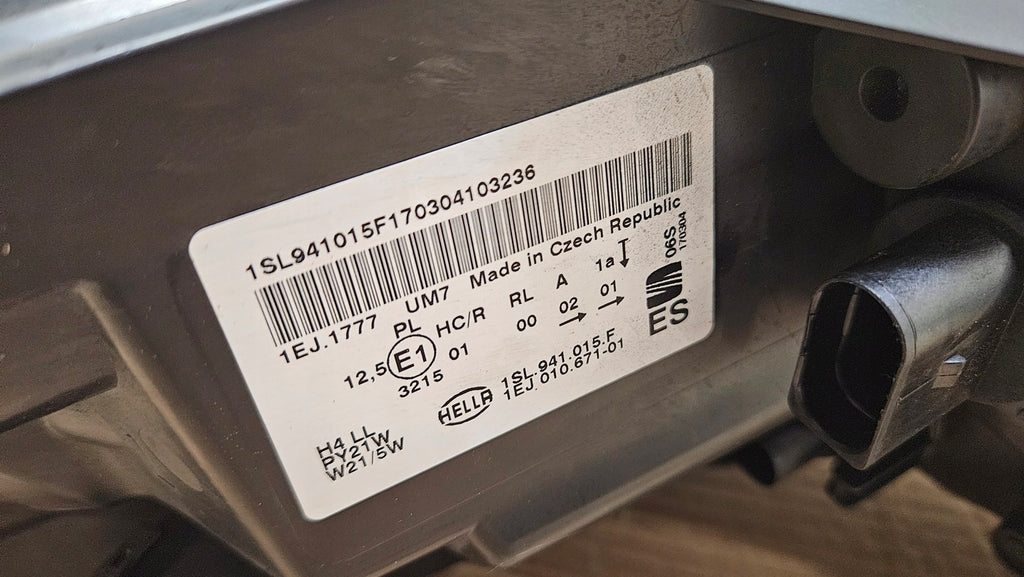 1SL941015F170304103236
1EJ.1777 UM7 Made in Czech Republic
PL HC/R RL A 1a
12,5 E1 01 00 02 01
3215
HELLA 1SL.941.015.F
1EJ 010.671-01
06S
170304
ES
H4 LL
PY21W
W21/5W